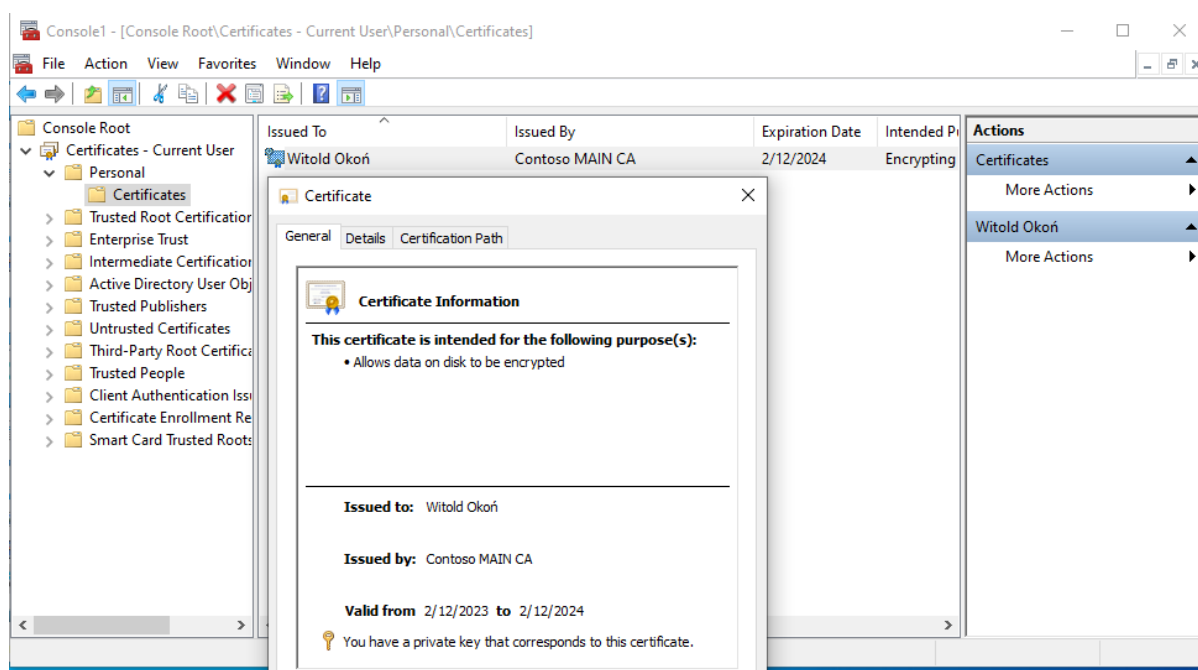 Console1 - [Console Root\Certificates - Current User\Personal\Certificates]
File Action View Favorites Window Help
Console Root
Certificates - Current User
Personal
Certificates
Trusted Root Certification
Enterprise Trust
Intermediate Certification
Active Directory User Obj
Trusted Publishers
Untrusted Certificates
Third-Party Root Certifica
Trusted People
Client Authentication Issu
Certificate Enrollment Re
Smart Card Trusted Roots
Issued To Issued By Expiration Date Intended Pu
Witold Okoń Contoso MAIN CA 2/12/2024 Encrypting
Certificate
General Details Certification Path
Certificate Information
This certificate is intended for the following purpose(s):
• Allows data on disk to be encrypted
Issued to: Witold Okoń
Issued by: Contoso MAIN CA
Valid from 2/12/2023 to 2/12/2024
You have a private key that corresponds to this certificate.
Actions
Certificates
More Actions
Witold Okoń
More Actions